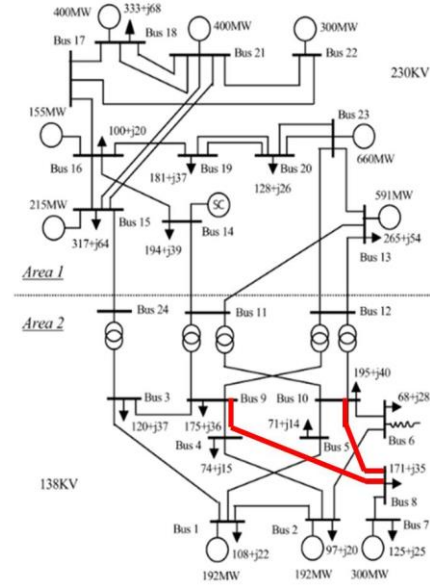 333+j68
400MW
Bus 18
400MW
300MW
Bus 17
Bus 21
Bus 22
230KV
155MW
100+j20
Bus 23
Bus 16
181+j37
Bus 19
Bus 20
128+j26
660MW
215MW
SC
591MW
Bus 15
317+j64
Bus 14
194+j39
265+j54
Bus 13
Area 1
Area 2
Bus 24
Bus 11
Bus 12
195+j40
Bus 3
Bus 9
Bus 10
68+j28
120+j37
175+j36
71+j14
Bus 6
Bus 4
Bus 5
74+j15
171+j35
138KV
Bus 8
Bus 1
Bus 2
Bus 7
108+j22
97+j20
125+j25
192MW
192MW
300MW